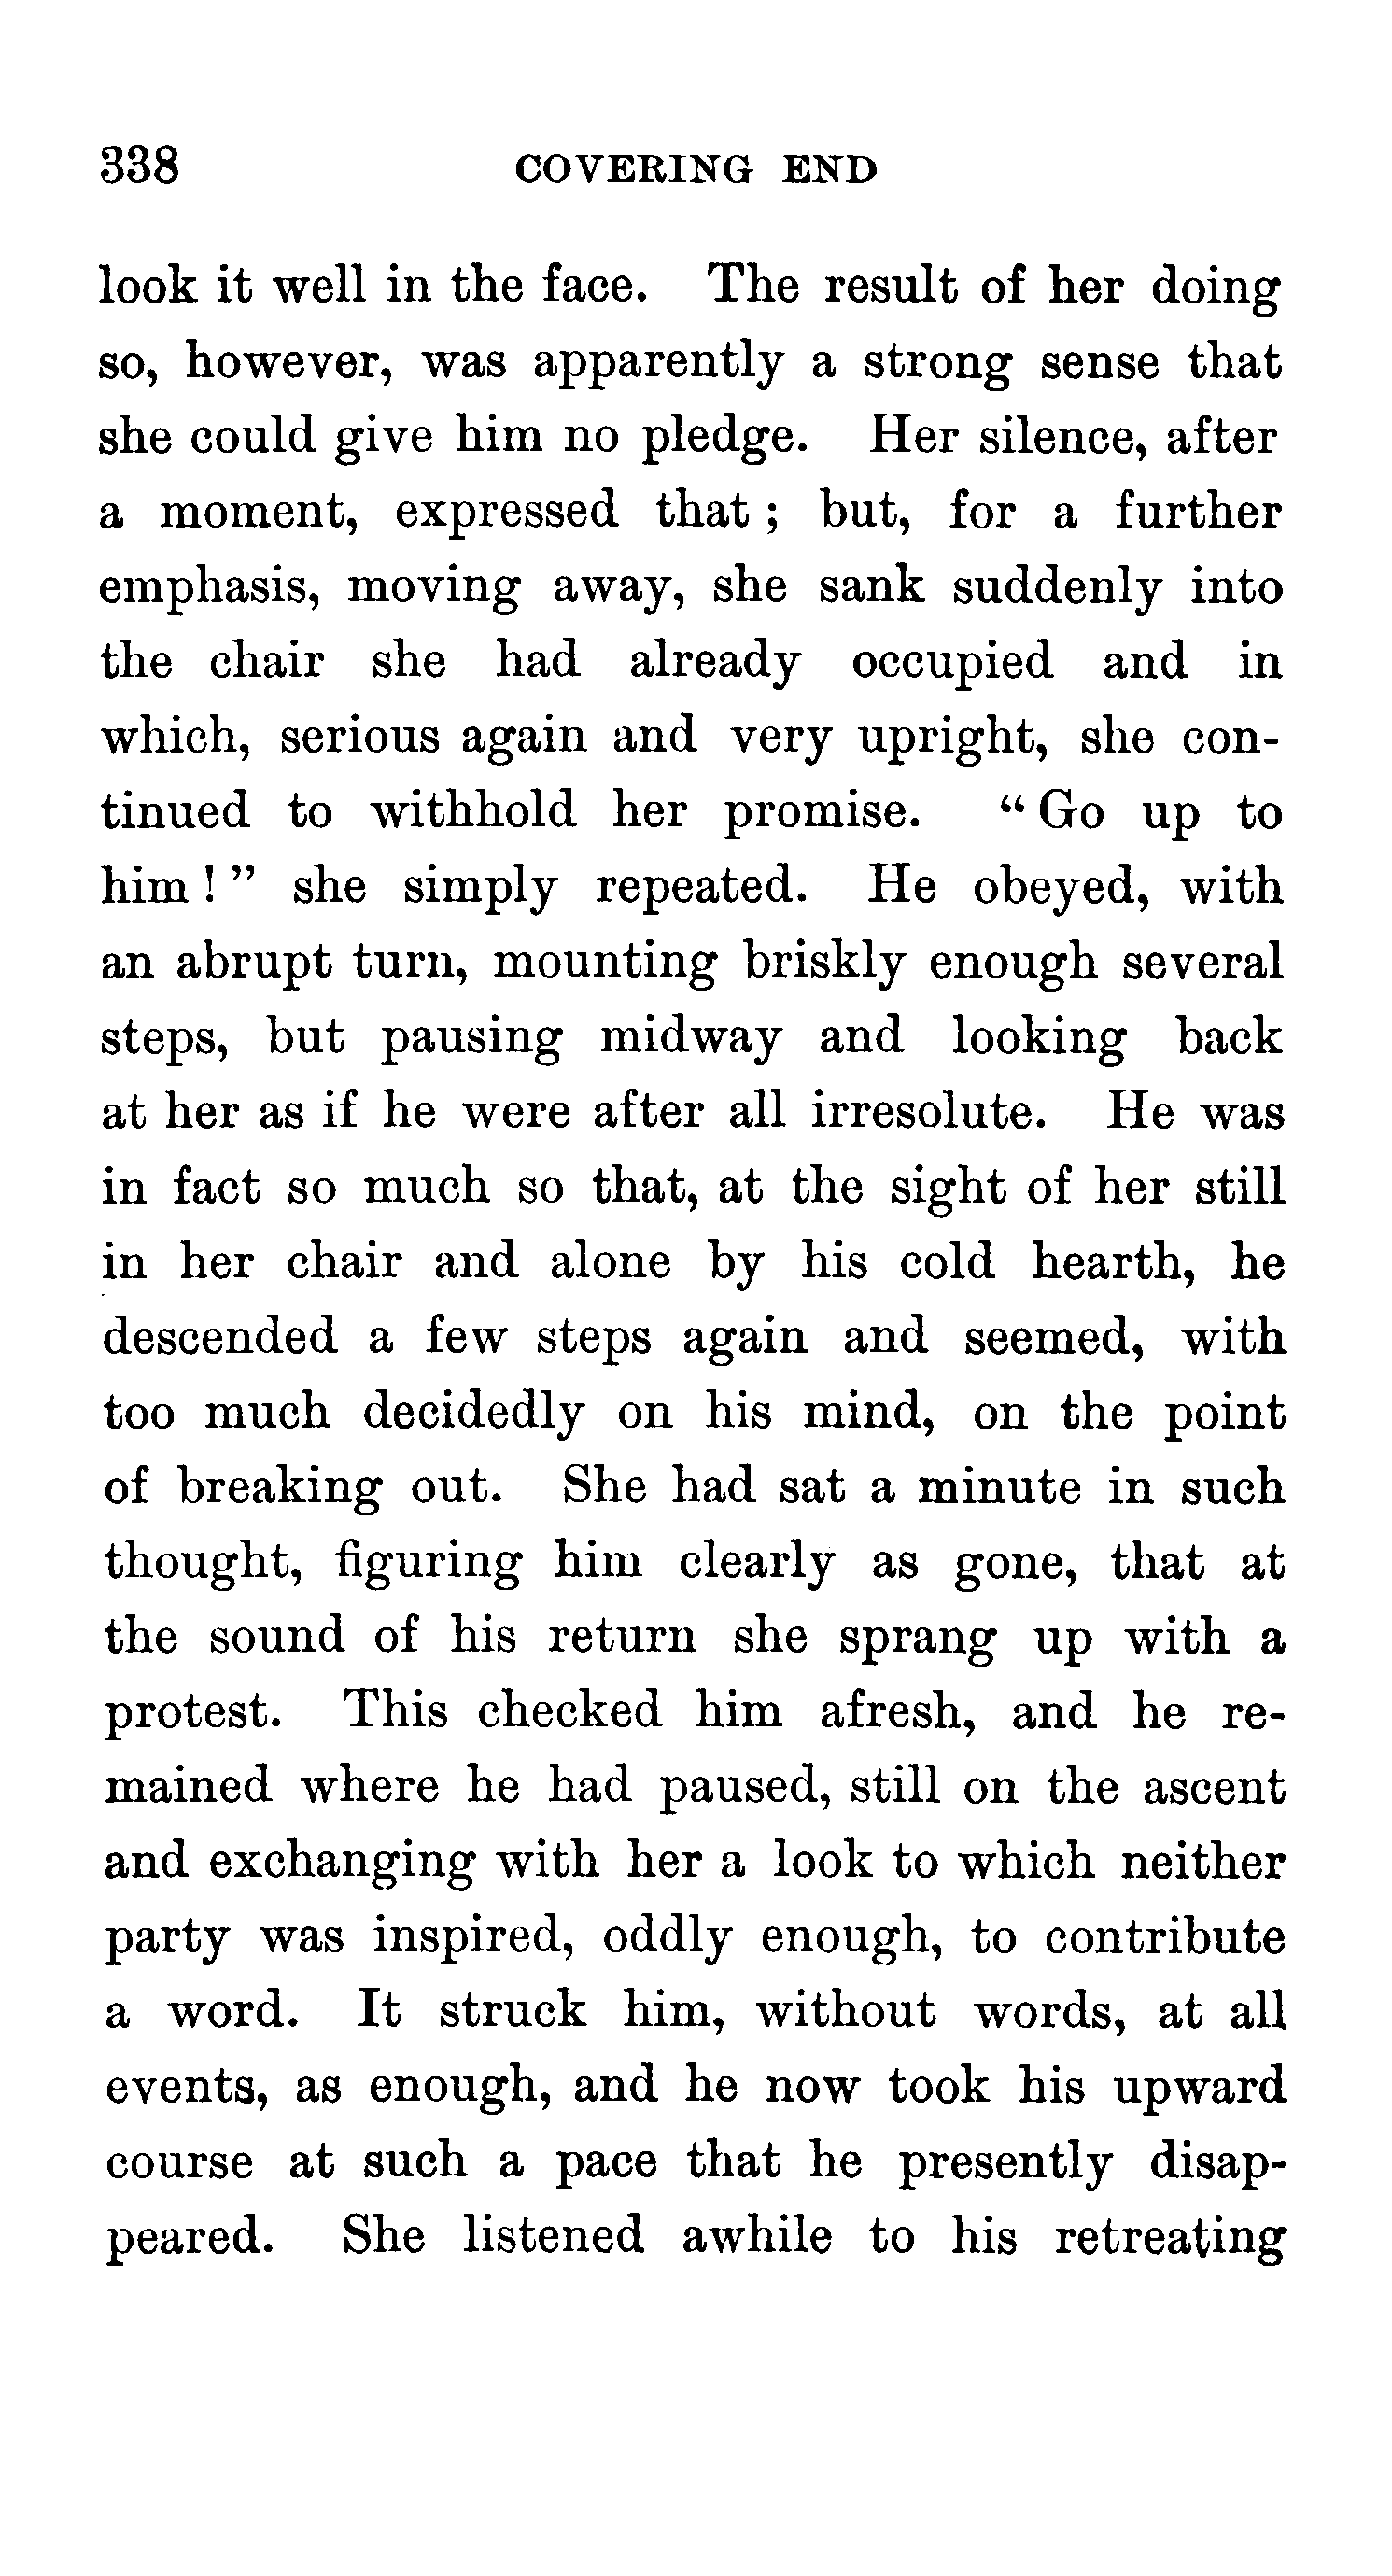 338 COVERING END
look it well in the face. The result of her doing
so, however, was apparently a strong sense that
she could give him no pledge. Her silence, after
a moment, expressed that ; but, for a further
emphasis, moving away, she sank suddenly into
the chair she had already occupied and in
which, serious again and very upright, she con-
tinued to withhold her promise. “ Go up to
him ! ” she simply repeated. He obeyed, with
an abrupt turn, mounting briskly enough several
steps, but pausing midway and looking back
at her as if he were after all irresolute. He was
in fact so much so that, at the sight of her still
in her chair and alone by his cold hearth, he
descended a few steps again and seemed, with
too much decidedly on his mind, on the point
of breaking out. She had sat a minute in such
thought, figuring him clearly as gone, that at
the sound of his return she sprang up with a
protest. This checked him afresh, and he re-
mained where he had paused, still on the ascent
and exchanging with her a look to which neither
party was inspired, oddly enough, to contribute
a word. It struck him, without words, at all
events, as enough, and he now took his upward
course at such a pace that he presently disap-
peared. She listened awhile to his retreating